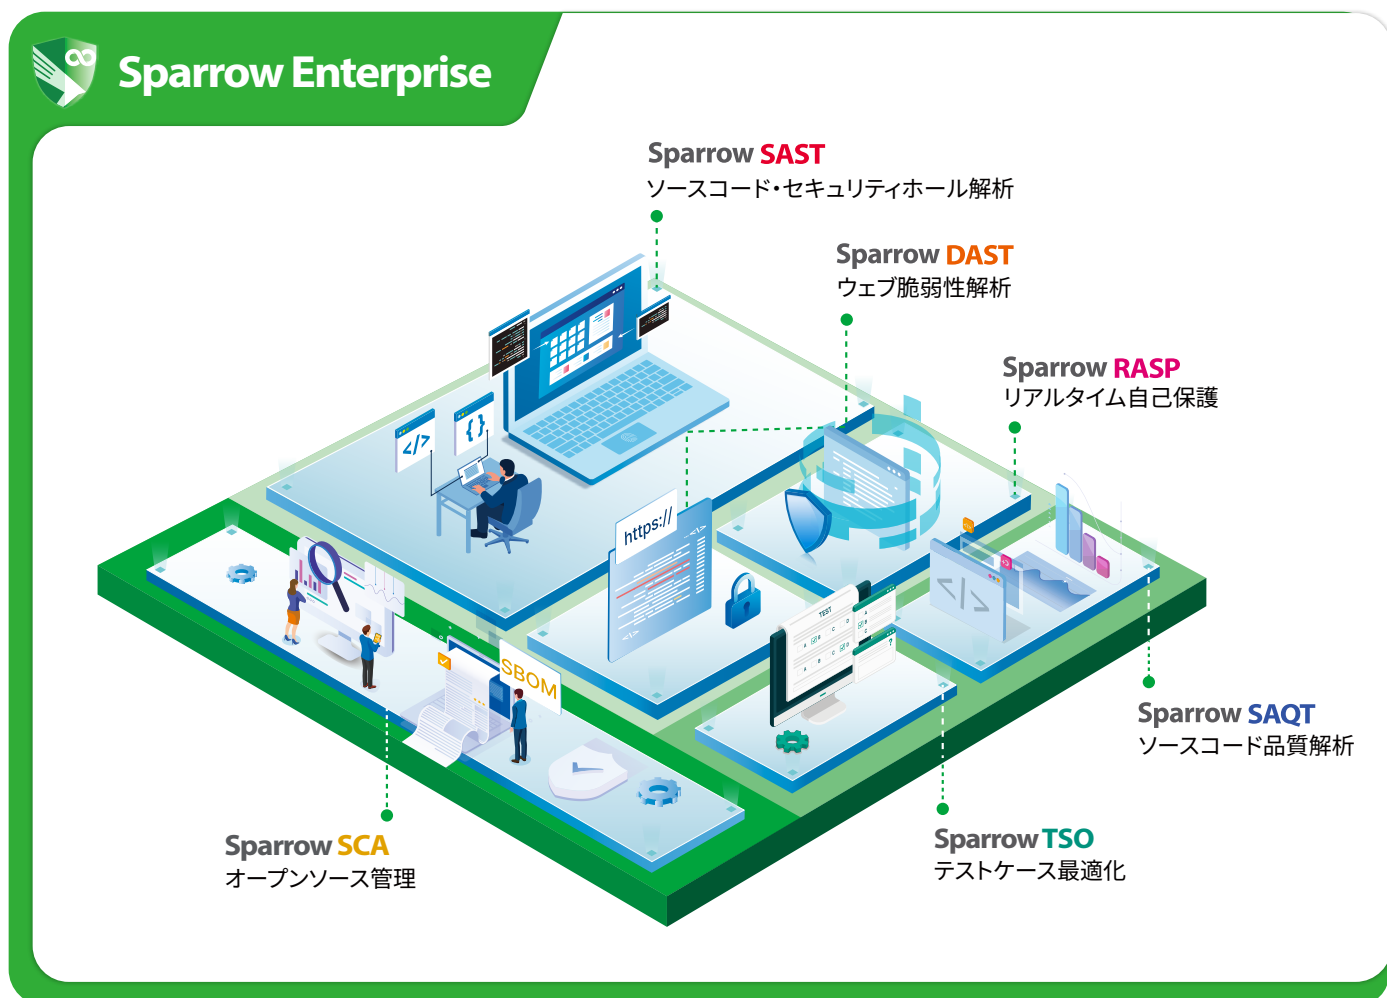 Sparrow Enterprise
Sparrow SAST
ソースコード・セキュリティホール解析
Sparrow DAST
ウェブ脆弱性解析
Sparrow RASP
リアルタイム自己保護
</>
{}
https://
</>
</>
</>
TEST
A B C D
A B C D
A
B
C
?
SBOM
Sparrow SAQT
ソースコード品質解析
Sparrow SCA
オープンソース管理
Sparrow TSO
テストケース最適化